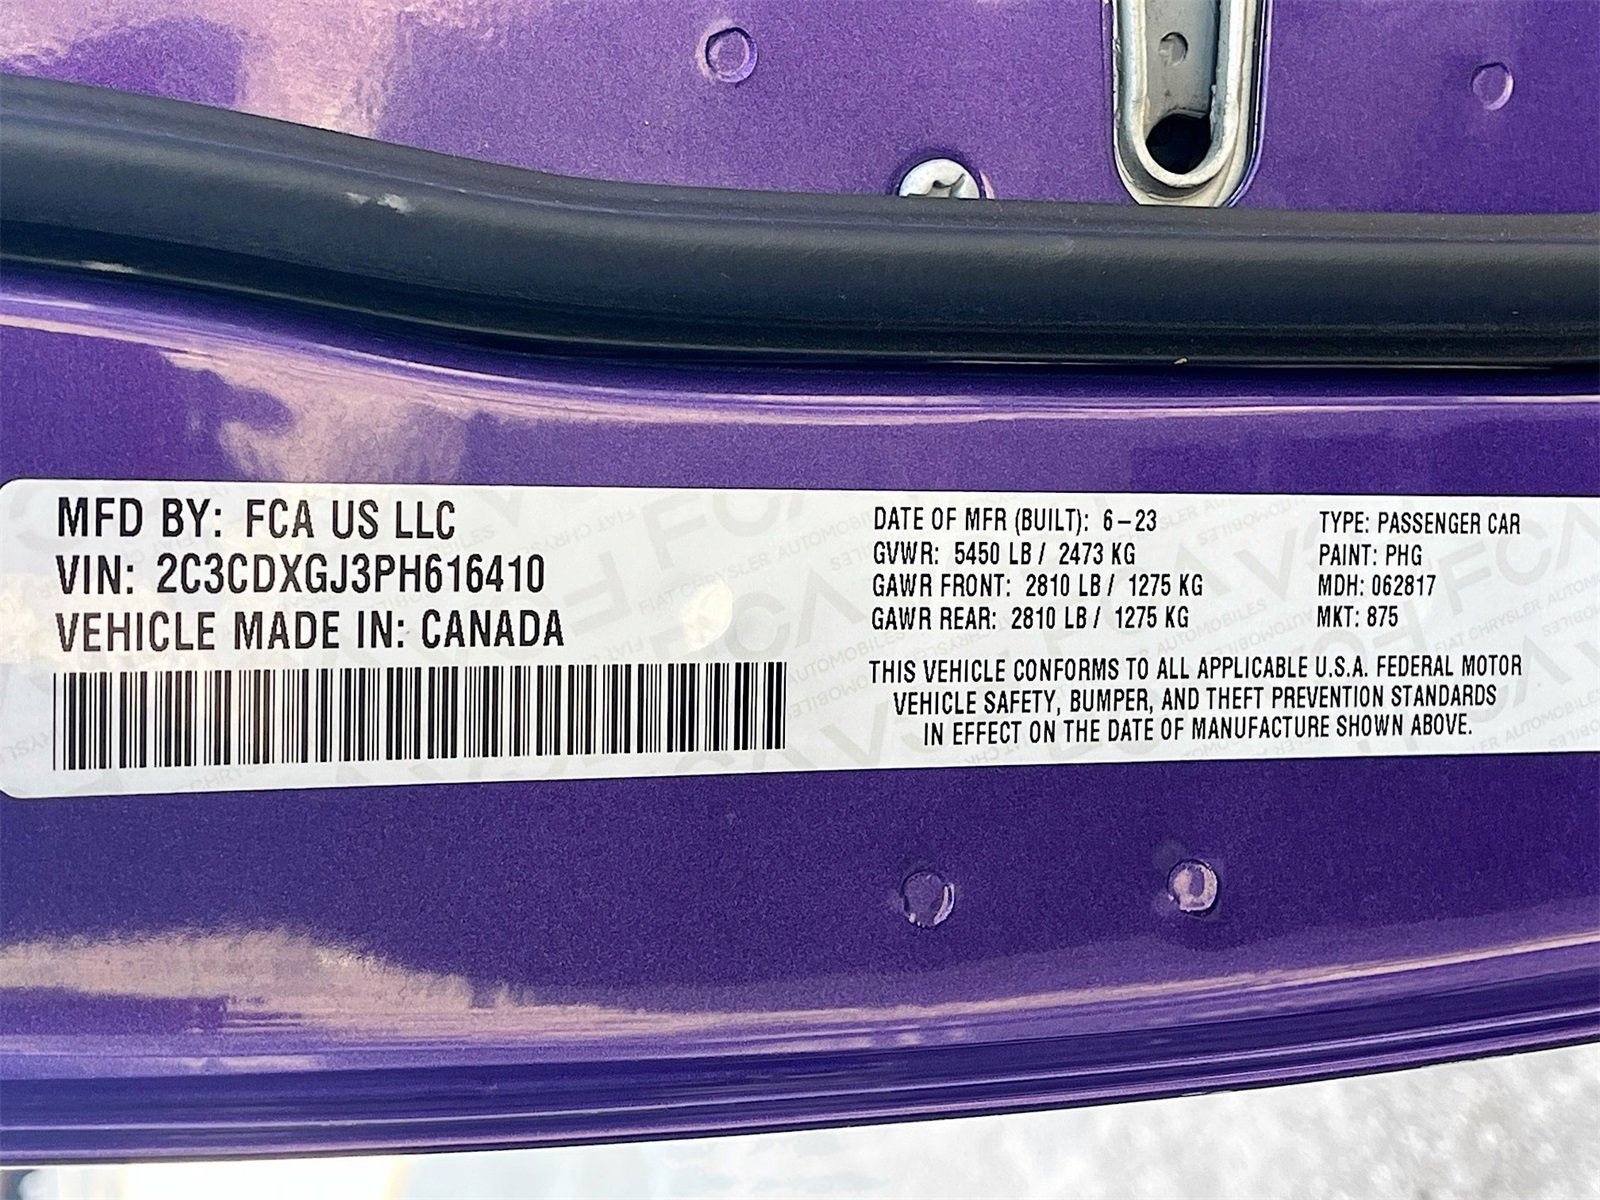 MFD BY: FCA US LLC
VIN: 2C3CDXGJ3PH616410
VEHICLE MADE IN: CANADA
DATE OF MFR (BUILT): 6-23
GVWR: 5450 LB / 2473 KG
GAWR FRONT: 2810 LB / 1275 KG
GAWR REAR: 2810 LB / 1275 KG
TYPE: PASSENGER CAR
PAINT: PHG
MDH: 062817
MKT: 875
THIS VEHICLE CONFORMS TO ALL APPLICABLE U.S.A. FEDERAL MOTOR
VEHICLE SAFETY, BUMPER, AND THEFT PREVENTION STANDARDS
IN EFFECT ON THE DATE OF MANUFACTURE SHOWN ABOVE.